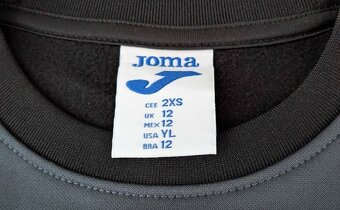 Joma
CEE 2XS
UK 12
MEX 12
USA YL
BRA 12